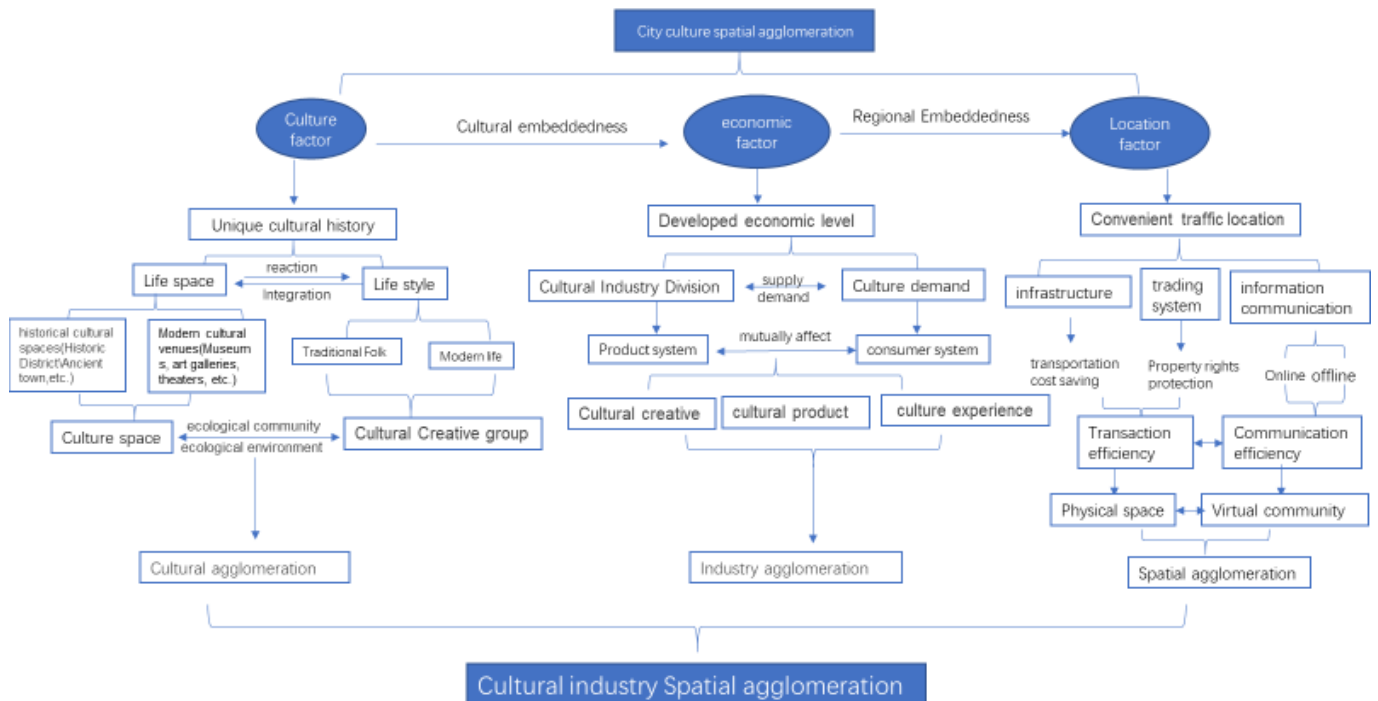 City culture spatial agglomeration
Culture
factor
Cultural embeddedness
economic
factor
Regional Embeddedness
Location
factor
Unique cultural history
Developed economic level
Convenient traffic location
Life space
reaction
Integration
Life style
Cultural Industry Division
supply
demand
Culture demand
infrastructure
trading
system
information
communication
historical cultural
spaces(Historic
District\Ancient
town,etc.)
Modern cultural
venues(Museum
s, art galleries,
theaters, etc.)
Traditional Folk
Modern life
Product system
mutually affect
consumer system
transportation
cost saving
Property rights
protection
Online offline
Culture space
ecological community
ecological environment
Cultural Creative group
Cultural creative
cultural product
culture experience
Transaction
efficiency
Communication
efficiency
Physical space
Virtual community
Cultural agglomeration
Industry agglomeration
Spatial agglomeration
Cultural industry Spatial agglomeration